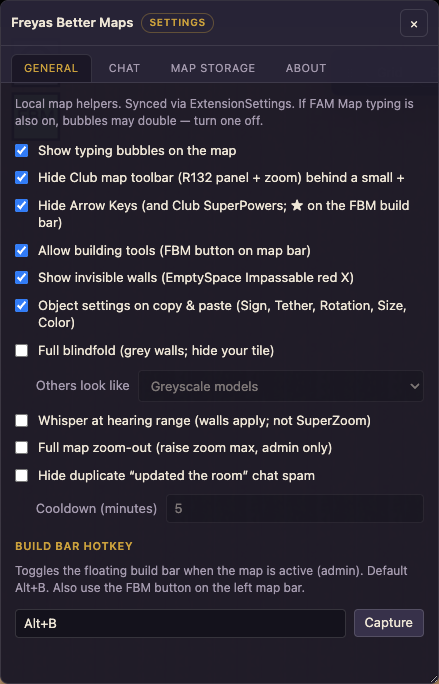 Freyas Better Maps SETTINGS ×
GENERAL CHAT MAP STORAGE ABOUT
Local map helpers. Synced via ExtensionSettings. If FAM Map typing is
also on, bubbles may double — turn one off.
Show typing bubbles on the map
Hide Club map toolbar (R132 panel + zoom) behind a small +
Hide Arrow Keys (and Club SuperPowers; ★ on the FBM build
bar)
Allow building tools (FBM button on map bar)
Show invisible walls (EmptySpace Impassable red X)
Object settings on copy & paste (Sign, Tether, Rotation, Size,
Color)
Full blindfold (grey walls; hide your tile)
Others look like Greyscale models
Whisper at hearing range (walls apply; not SuperZoom)
Full map zoom-out (raise zoom max, admin only)
Hide duplicate “updated the room” chat spam
Cooldown (minutes) 5
BUILD BAR HOTKEY
Toggles the floating build bar when the map is active (admin). Default
Alt+B. Also use the FBM button on the left map bar.
Alt+B Capture